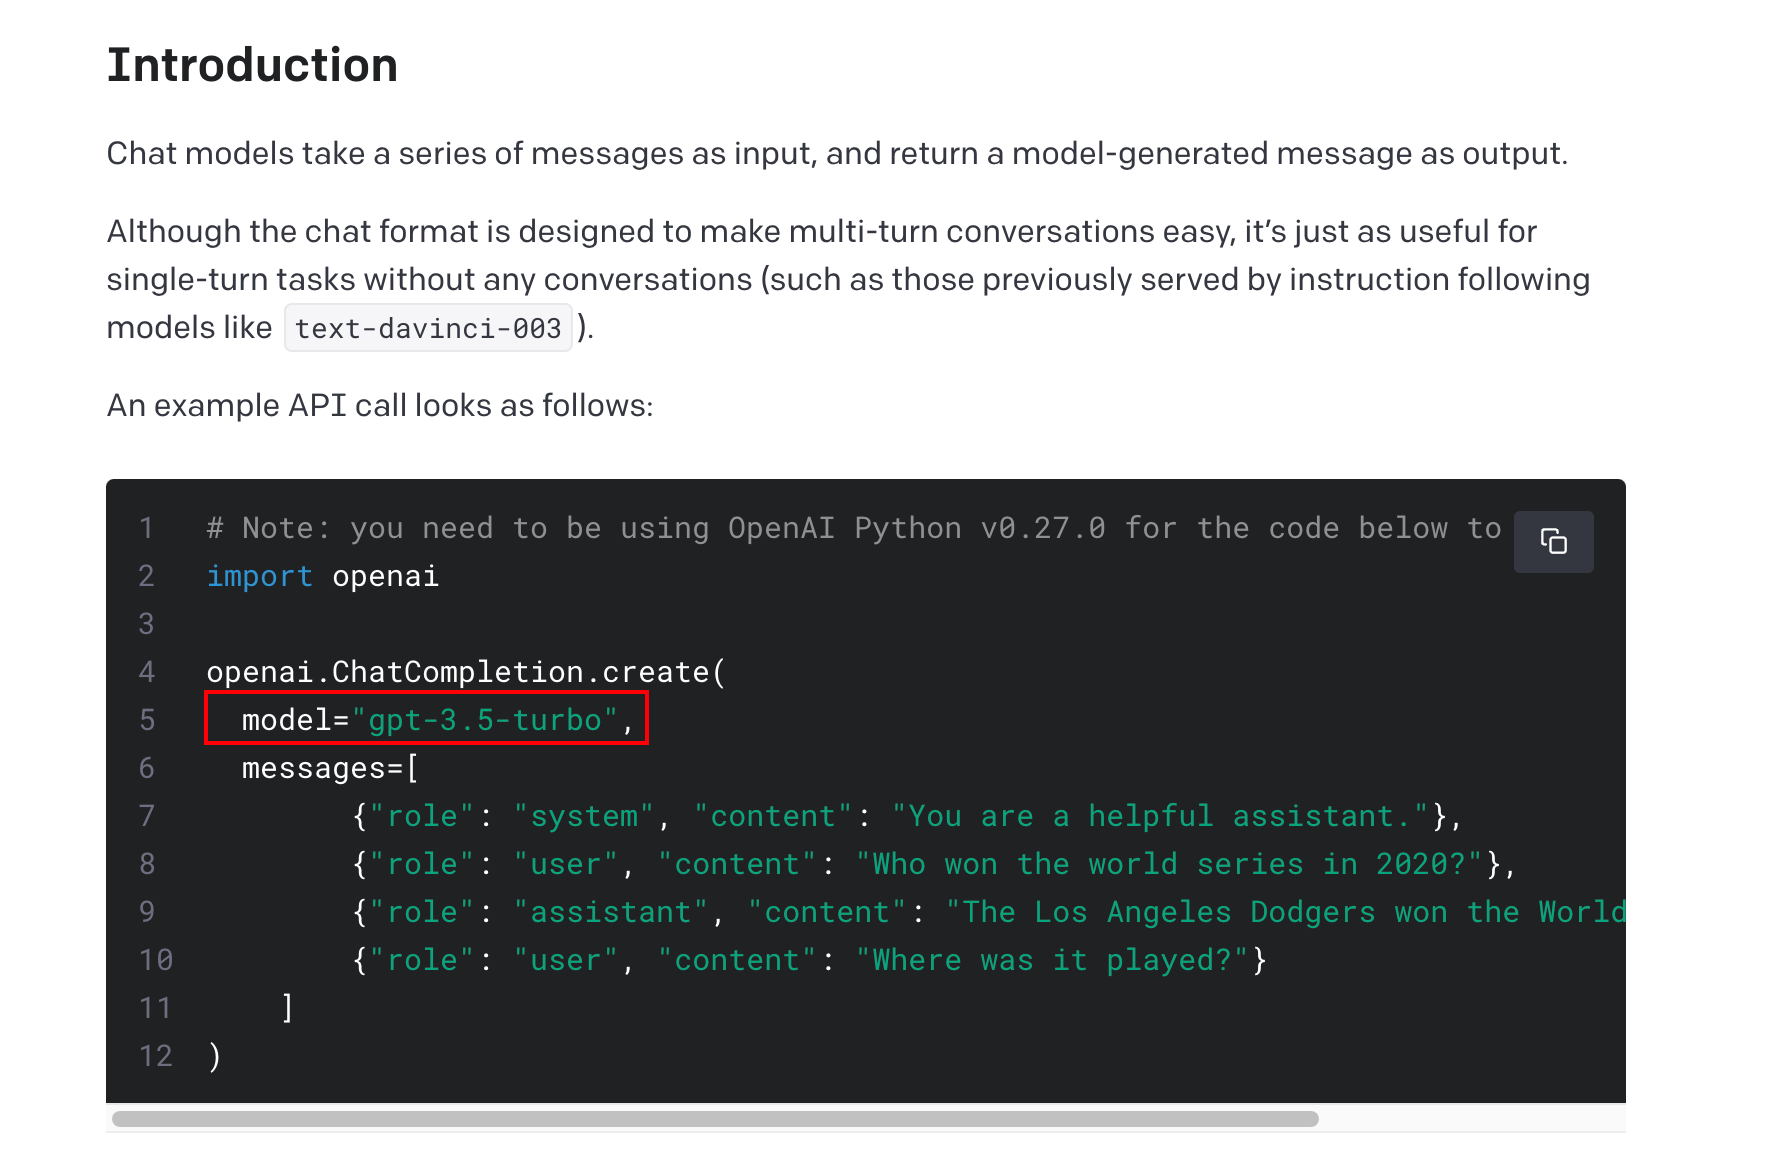 Introduction
Chat models take a series of messages as input, and return a model-generated message as output.
Although the chat format is designed to make multi-turn conversations easy, it’s just as useful for
single-turn tasks without any conversations (such as those previously served by instruction following
models like text-davinci-003 ).
An example API call looks as follows:
1 # Note: you need to be using OpenAI Python v0.27.0 for the code below to
2 import openai
3
4 openai.ChatCompletion.create(
5   model="gpt-3.5-turbo",
6   messages=[
7         {"role": "system", "content": "You are a helpful assistant."},
8         {"role": "user", "content": "Who won the world series in 2020?"},
9         {"role": "assistant", "content": "The Los Angeles Dodgers won the World
10         {"role": "user", "content": "Where was it played?"}
11     ]
12 )